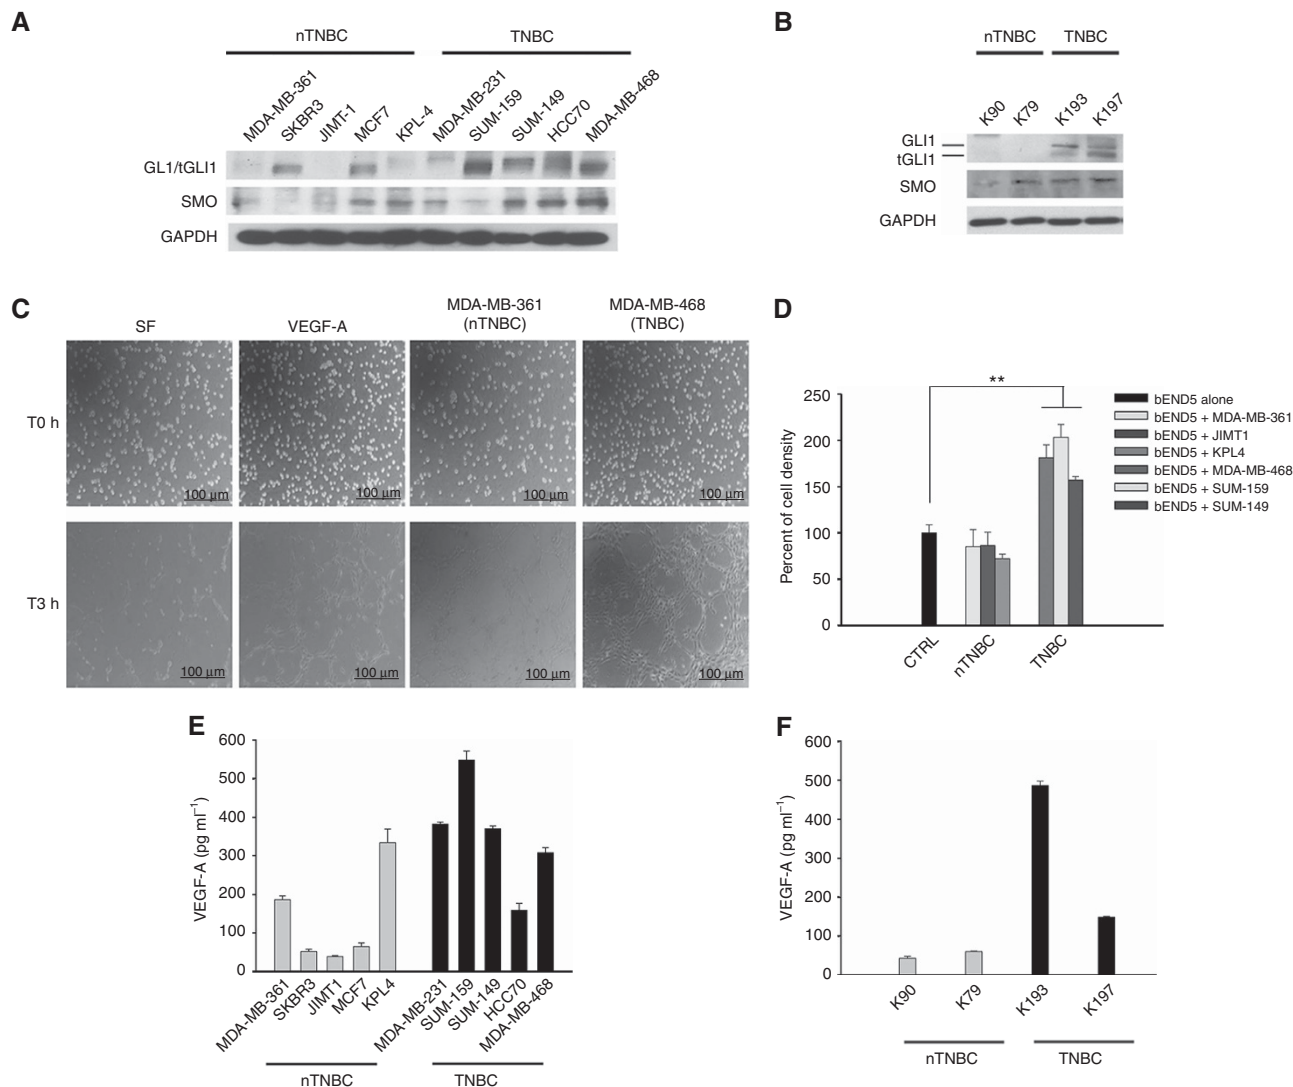 A
nTNBC
TNBC
MDA-MB-361
SKBR3
JIMT-1
MCF7
KPL-4
MDA-MB-231
SUM-159
SUM-149
HCC70
MDA-MB-468
GL1/tGLI1
SMO
GAPDH
B
nTNBC
TNBC
K90
K79
K193
K197
GLI1
tGLI1
SMO
GAPDH
C
SF
VEGF-A
MDA-MB-361
(nTNBC)
MDA-MB-468
(TNBC)
T0 h
100 µm
100 µm
100 µm
100 µm
T3 h
100 µm
100 µm
100 µm
100 µm
D
Percent of cell density
250
200
150
100
50
0
**
CTRL
nTNBC
TNBC
bEND5 alone
bEND5 + MDA-MB-361
bEND5 + JIMT1
bEND5 + KPL4
bEND5 + MDA-MB-468
bEND5 + SUM-159
bEND5 + SUM-149
E
VEGF-A (pg ml⁻¹)
600
500
400
300
200
100
0
MDA-MB-361
SKBR3
JIMT1
MCF7
KPL4
MDA-MB-231
SUM-159
SUM-149
HCC70
MDA-MB-468
nTNBC
TNBC
F
VEGF-A (pg ml⁻¹)
600
500
400
300
200
100
0
K90
K79
K193
K197
nTNBC
TNBC